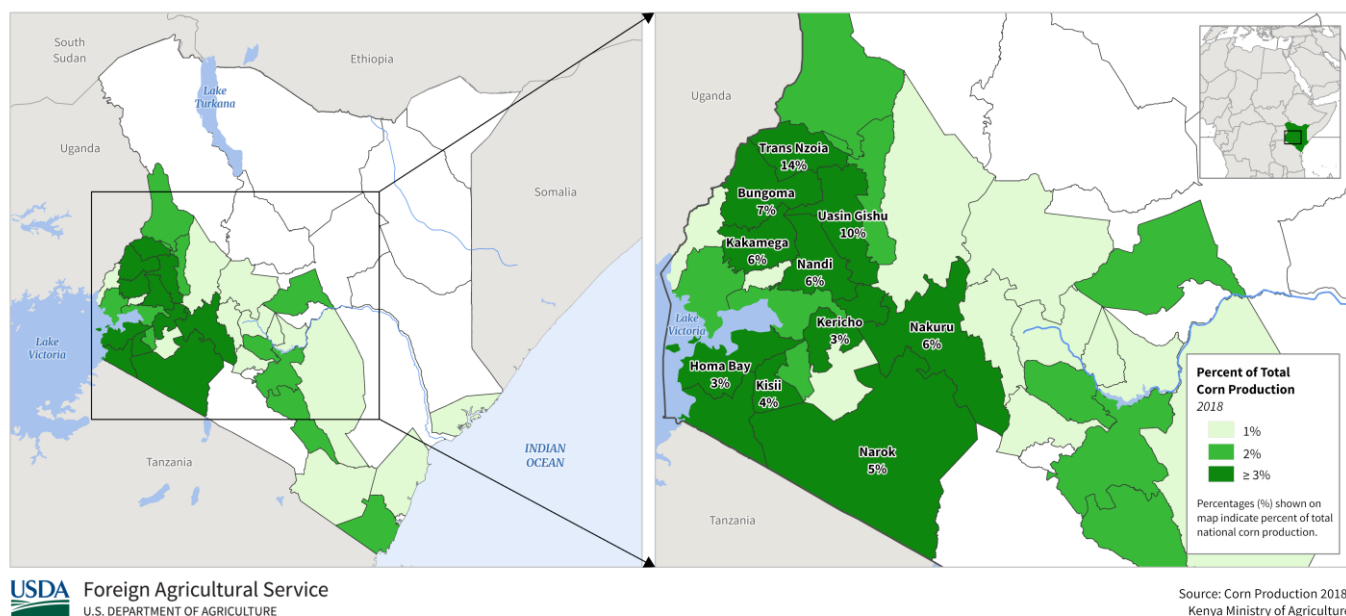 South
Sudan
Ethiopia
Lake
Turkana
Uganda
Somalia
Lake
Victoria
Tanzania
INDIAN
OCEAN
Uganda
Trans Nzoia
14%
Bungoma
7%
Uasin Gishu
10%
Kakamega
6%
Nandi
6%
Lake
Victoria
Kericho
3%
Nakuru
6%
Homa Bay
3%
Kisii
4%
Narok
5%
Tanzania
Percent of Total
Corn Production
2018
1%
2%
≥ 3%
Percentages (%) shown on
map indicate percent of total
national corn production.
USDA
Foreign Agricultural Service
U.S. DEPARTMENT OF AGRICULTURE
Source: Corn Production 2018
Kenya Ministry of Agriculture